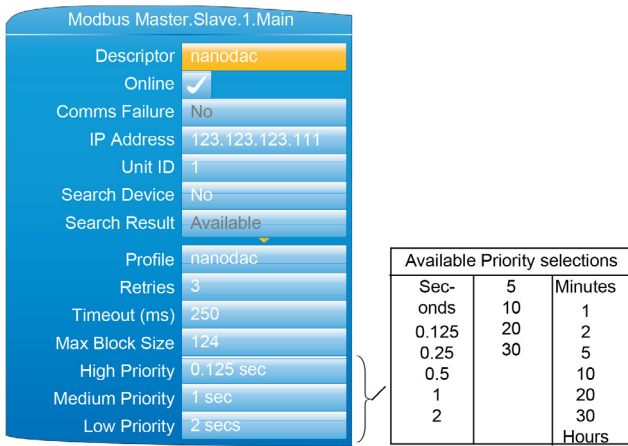 Modbus Master.Slave.1.Main
Descriptor nanodac
Online
Comms Failure No
IP Address 123.123.123.111
Unit ID 1
Search Device No
Search Result Available
Profile nanodac
Retries 3
Timeout (ms) 250
Max Block Size 124
High Priority 0.125 sec
Medium Priority 1 sec
Low Priority 2 secs
Available Priority selections
Sec-
onds
0.125
0.25
0.5
1
2
5
10
20
30
Minutes
1
2
5
10
20
30
Hours